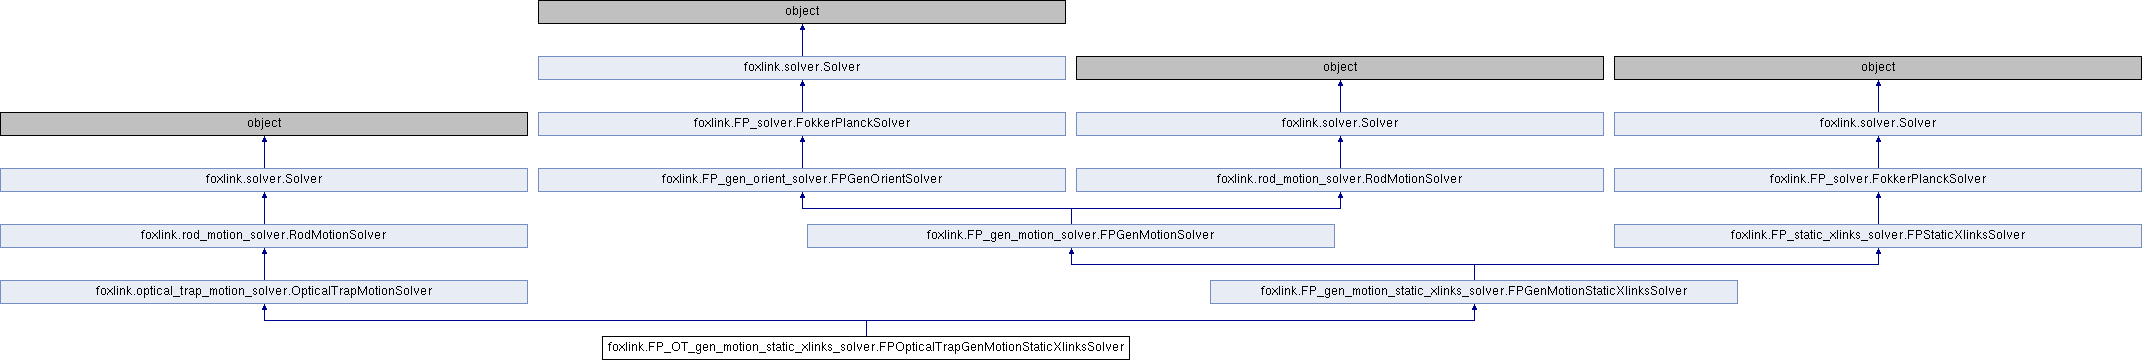 object
foxlink.solver.Solver
object
object
object
foxlink.FP_solver.FokkerPlanckSolver
foxlink.solver.Solver
foxlink.solver.Solver
foxlink.solver.Solver
foxlink.FP_gen_orient_solver.FPGenOrientSolver
foxlink.rod_motion_solver.RodMotionSolver
foxlink.FP_solver.FokkerPlanckSolver
foxlink.rod_motion_solver.RodMotionSolver
foxlink.FP_gen_motion_solver.FPGenMotionSolver
foxlink.FP_static_xlinks_solver.FPStaticXlinksSolver
foxlink.optical_trap_motion_solver.OpticalTrapMotionSolver
foxlink.FP_gen_motion_static_xlinks_solver.FPGenMotionStaticXlinksSolver
foxlink.FP_OT_gen_motion_static_xlinks_solver.FPOpticalTrapGenMotionStaticXlinksSolver